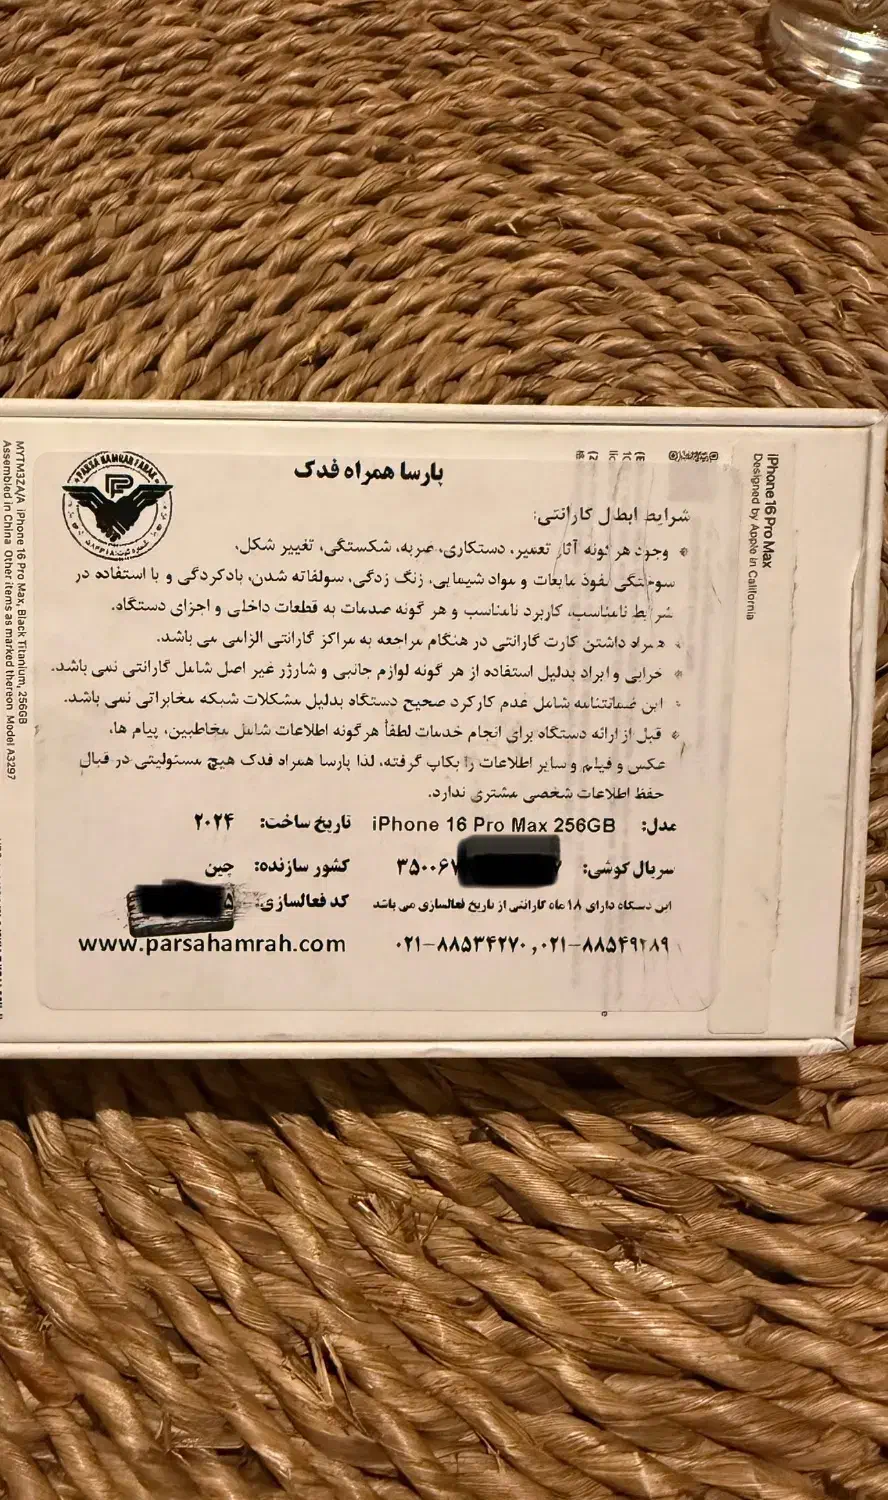 پارسا همراه فدک
PARSA HAMRAH FADAK
شرایط ابطال گارانتی:
وجود هر گونه آثار تعمیر، دستکاری، ضربه، شکستگی، تغییر شکل،
سوختگی نفوذ مایعات و مواد شیمیایی، زنگ زدگی، سولفاته شدن، بادکردگی و یا استفاده در
شرایط نامناسب، کاربرد نامناسب و هر گونه صدمات به قطعات داخلی و اجزای دستگاه.
همراه داشتن کارت گارانتی در هنگام مراجعه به مراکز گارانتی الزامی می باشد.
خرابی و ایراد بدلیل استفاده از هر گونه لوازم جانبی و شارژر غیر اصل شامل گارانتی نمی باشد.
این ضمانتنامه شامل عدم کارکرد صحیح دستگاه بدلیل مشکلات شبکه مخابراتی نمی باشد.
قبل از ارائه دستگاه برای انجام خدمات لطفاً هرگونه اطلاعات شامل مخاطبین، پیام ها،
عکس و فیلم و سایر اطلاعات را بکاپ گرفته، لذا پارسا همراه فدک هیچ مسئولیتی در قبال
حفظ اطلاعات شخصی مشتری ندارد.
مدل: iPhone 16 Pro Max 256GB تاریخ ساخت: ۲۰۲۴
سریال گوشی: ۳۵۰۰۶۷ کشور سازنده: چین
این دستگاه دارای ۱۸ ماه گارانتی از تاریخ فعالسازی می باشد کد فعالسازی: ۵
۰۲۱-۸۸۵۳۴۲۷۰ , ۰۲۱-۸۸۵۴۹۲۸۹ www.parsahamrah.com
iPhone 16 Pro Max
Designed by Apple in California
MYTM3ZA/A iPhone 16 Pro Max, Black Titanium, 256GB
Assembled in China Other items as marked thereon Model A3297